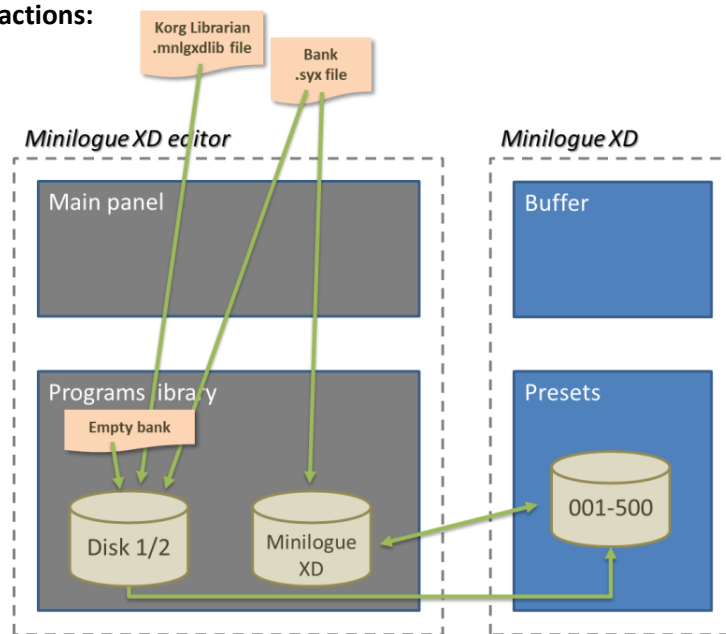 actions:
Korg Librarian
.mnlgxdlib file
Bank
.syx file
Minilogue XD editor
Minilogue XD
Main panel
Buffer
Programs library
Presets
Empty bank
Disk 1/2
Minilogue
XD
001-500